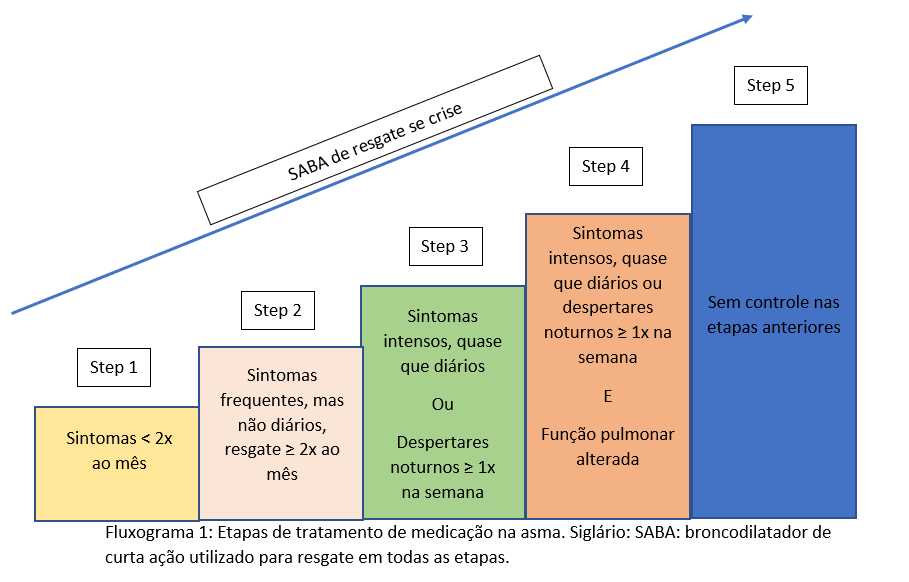 SABA de resgate se crise
Step 1
Sintomas < 2x
ao mês
Step 2
Sintomas
frequentes, mas
não diários,
resgate ≥ 2x ao
mês
Step 3
Sintomas
intensos, quase
que diários
Ou
Despertares
noturnos ≥ 1x
na semana
Step 4
Sintomas
intensos, quase
que diários ou
despertares
noturnos ≥ 1x na
semana
E
Função pulmonar
alterada
Step 5
Sem controle nas
etapas anteriores
Fluxograma 1: Etapas de tratamento de medicação na asma. Siglário: SABA: broncodilatador de
curta ação utilizado para resgate em todas as etapas.